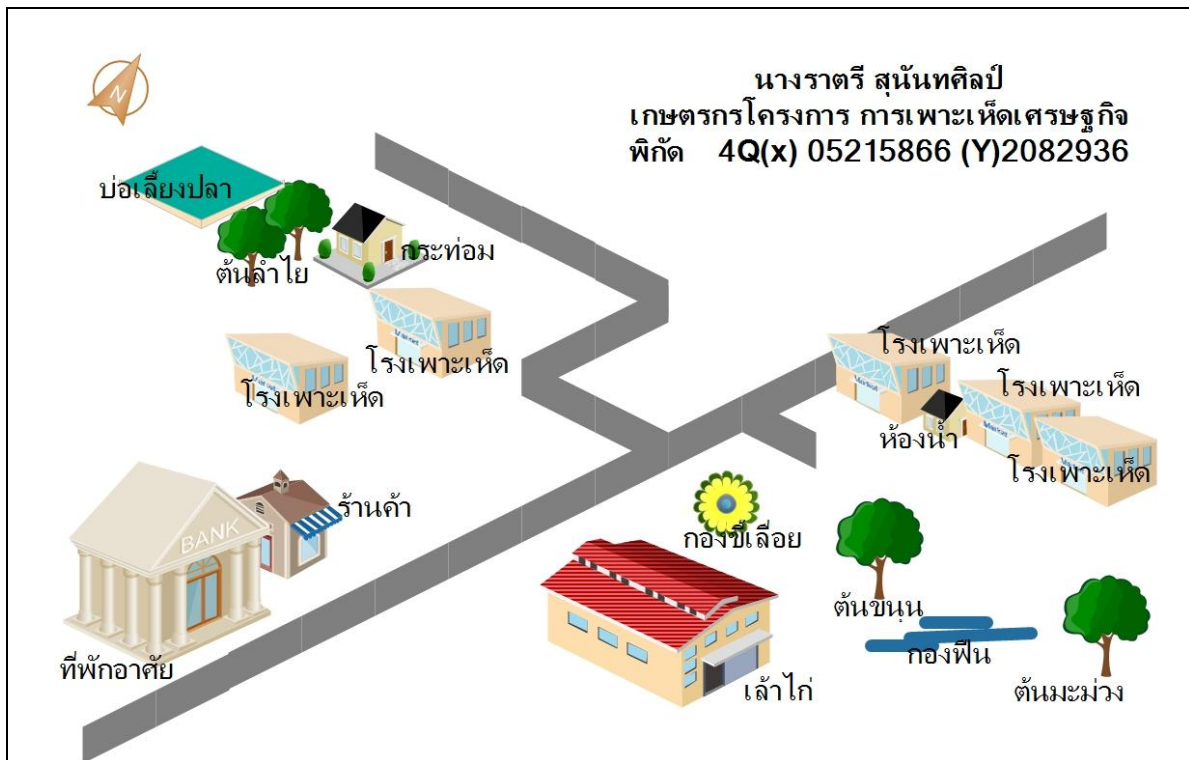 N
นางราตรี สุนันทศิลป์
เกษตรกรโครงการ การเพาะเห็ดเศรษฐกิจ
พิกัด 4Q(x) 05215866 (Y)2082936
บ่อเลี้ยงปลา
ต้นลำไย
กระท่อม
โรงเพาะเห็ด
โรงเพาะเห็ด
โรงเพาะเห็ด
โรงเพาะเห็ด
ห้องน้ำ
โรงเพาะเห็ด
ร้านค้า
BANK
ที่พักอาศัย
กองขี้เลื่อย
ต้นขนุน
กองฟืน
เล้าไก่
ต้นมะม่วง